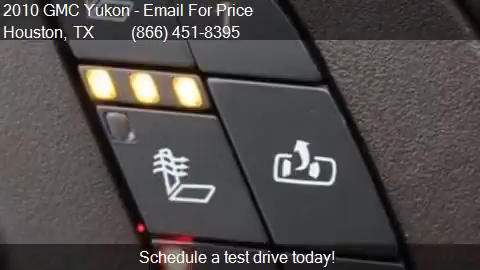 2010 GMC Yukon - Email For Price
Houston, TX (866) 451-8395
Schedule a test drive today!